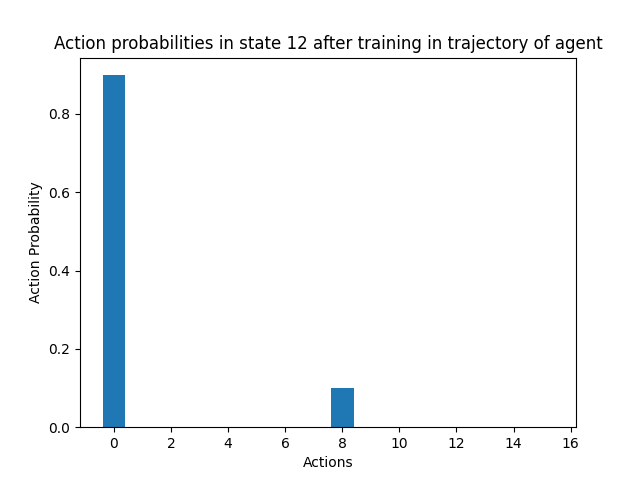 Action probabilities in state 12 after training in trajectory of agent
Action Probability
0.8
0.6
0.4
0.2
0.0
0 2 4 6 8 10 12 14 16
Actions